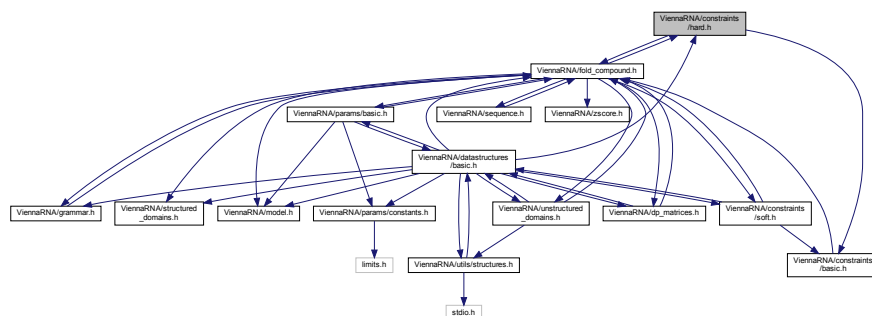 ViennaRNA/constraints
/hard.h
ViennaRNA/fold_compound.h
ViennaRNA/params/basic.h
ViennaRNA/sequence.h
ViennaRNA/zscore.h
ViennaRNA/datastructures
/basic.h
ViennaRNA/grammar.h
ViennaRNA/structured
_domains.h
ViennaRNA/model.h
ViennaRNA/params/constants.h
ViennaRNA/unstructured
_domains.h
ViennaRNA/dp_matrices.h
ViennaRNA/constraints
/soft.h
limits.h
ViennaRNA/utils/structures.h
ViennaRNA/constraints
/basic.h
stdio.h